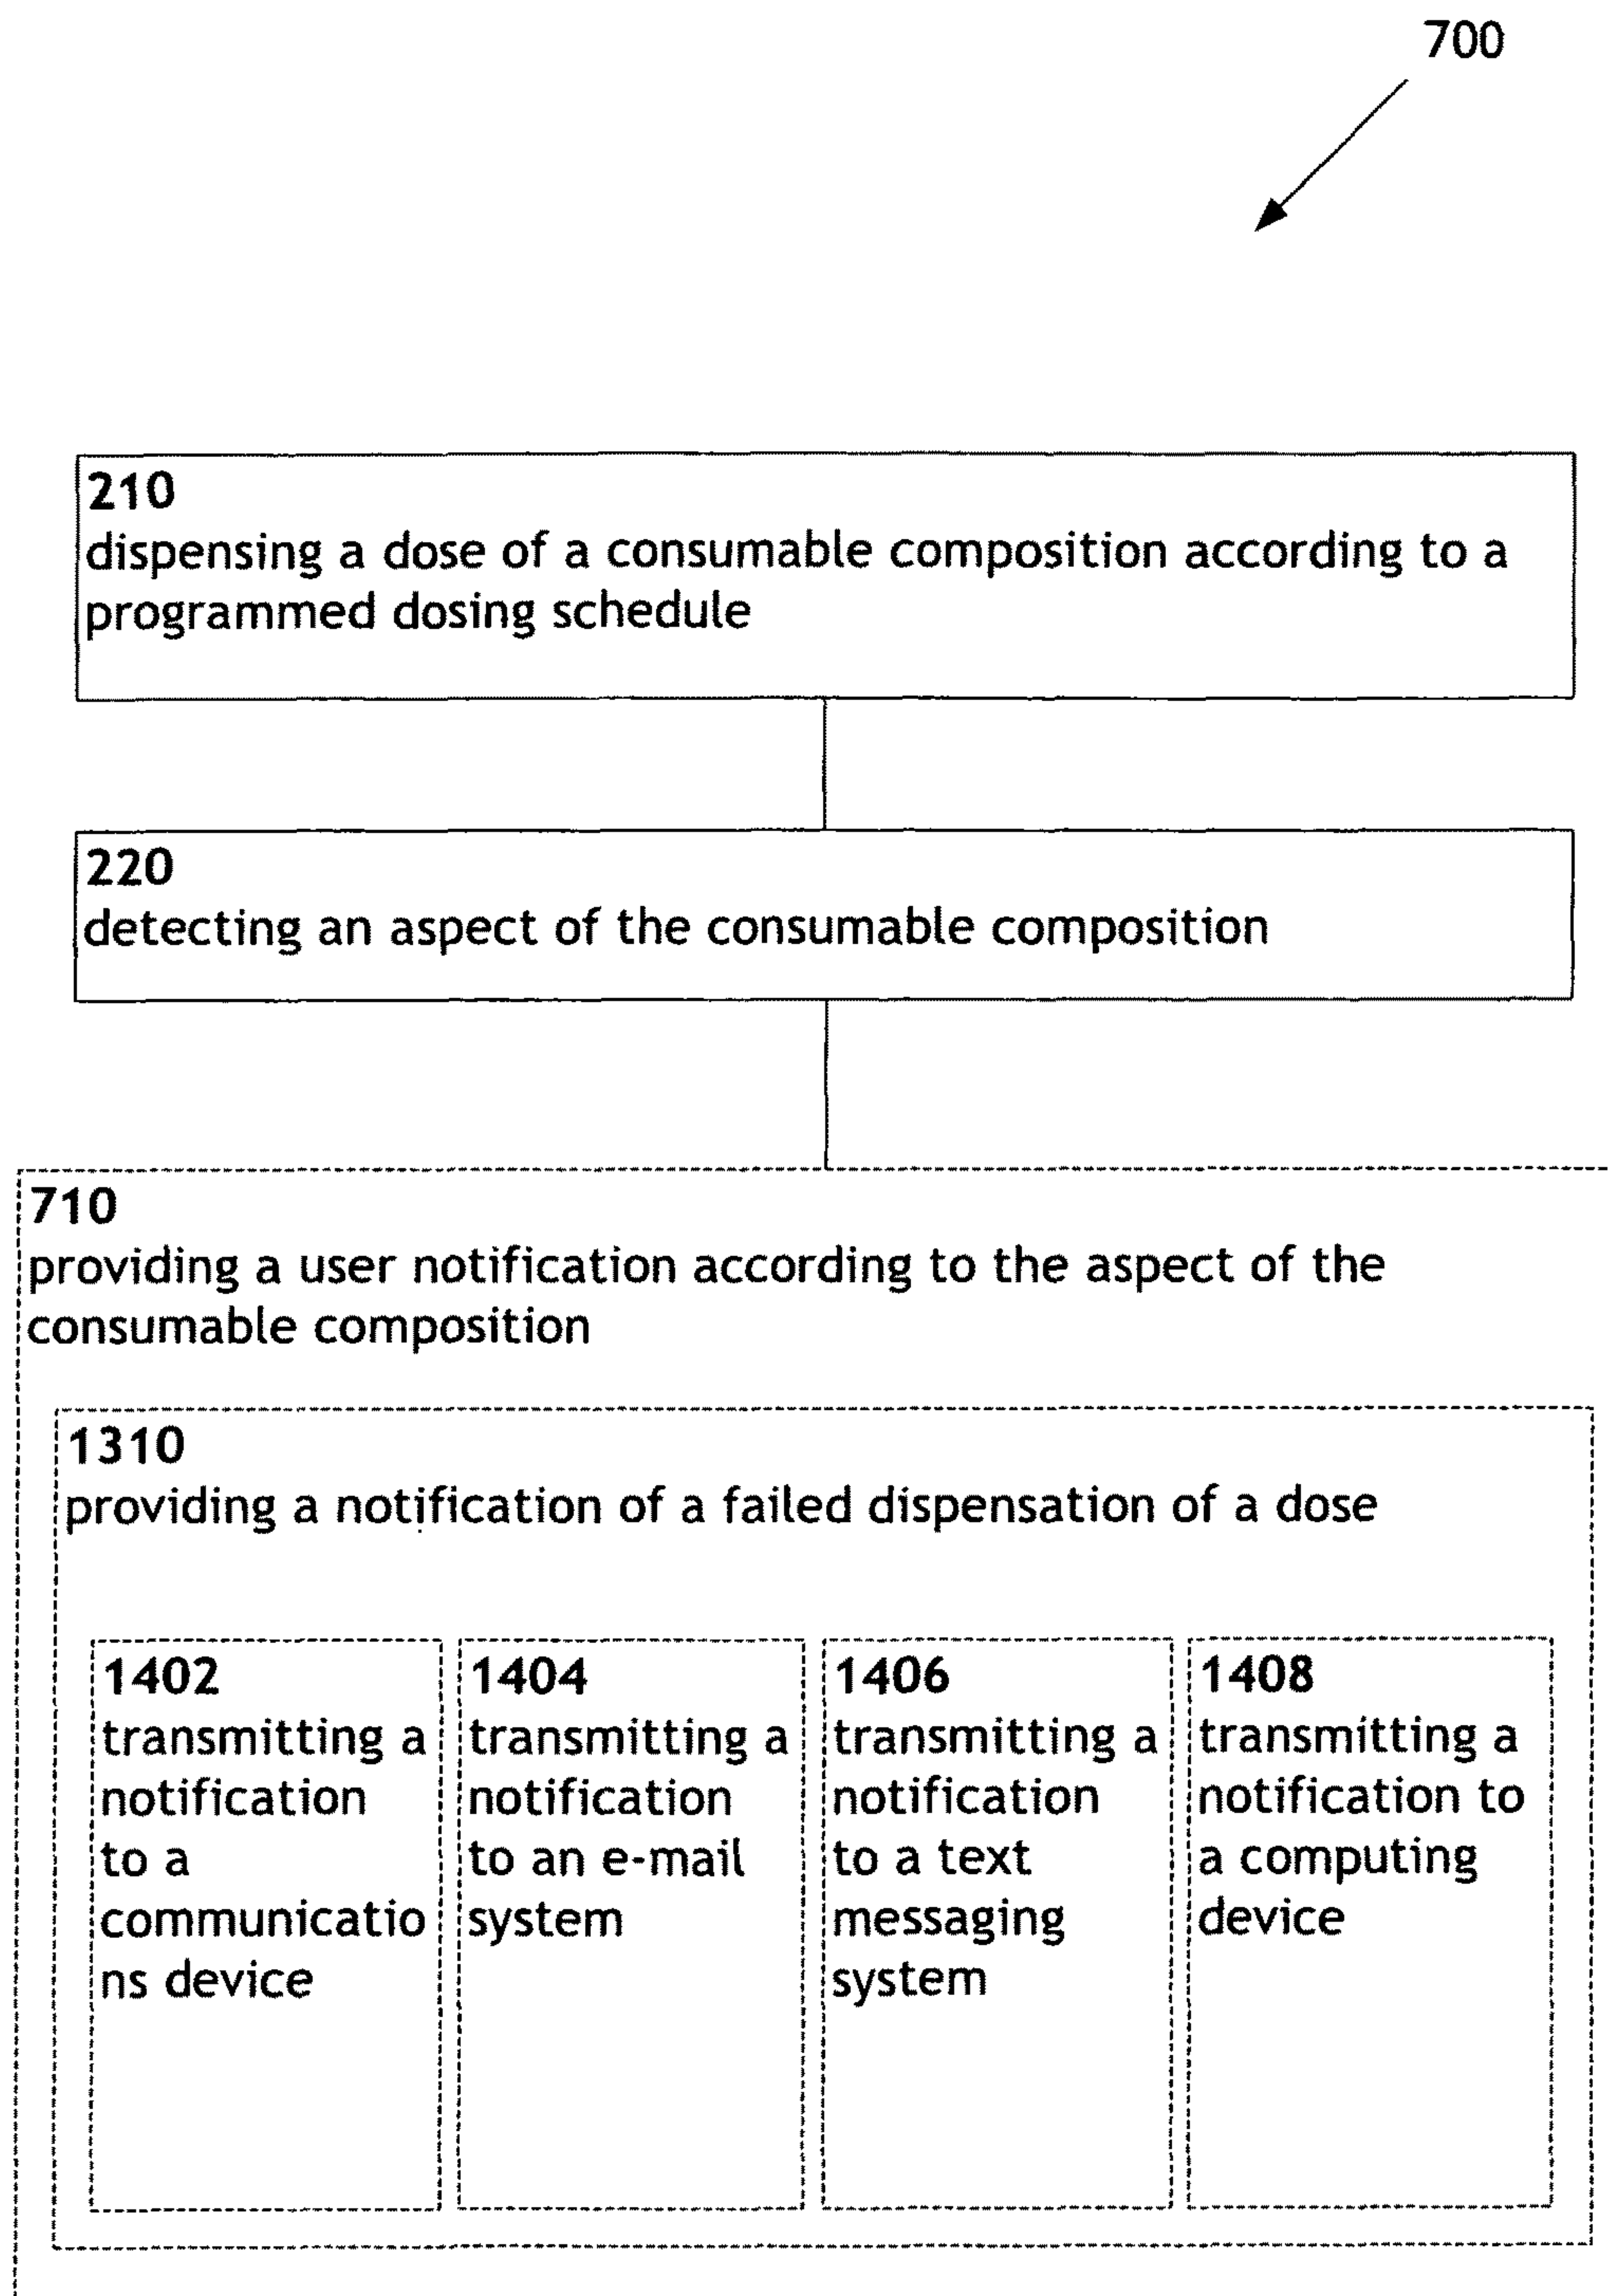 700
210
dispensing a dose of a consumable composition according to a
programmed dosing schedule
220
detecting an aspect of the consumable composition
710
providing a user notification according to the aspect of the
consumable composition
1310
providing a notification of a failed dispensation of a dose
1402
transmitting a
notification
to a
communicatio
ns device
1404
transmitting a
notification
to an e-mail
system
1406
transmitting a
notification
to a text
messaging
system
1408
transmitting a
notification to
a computing
device